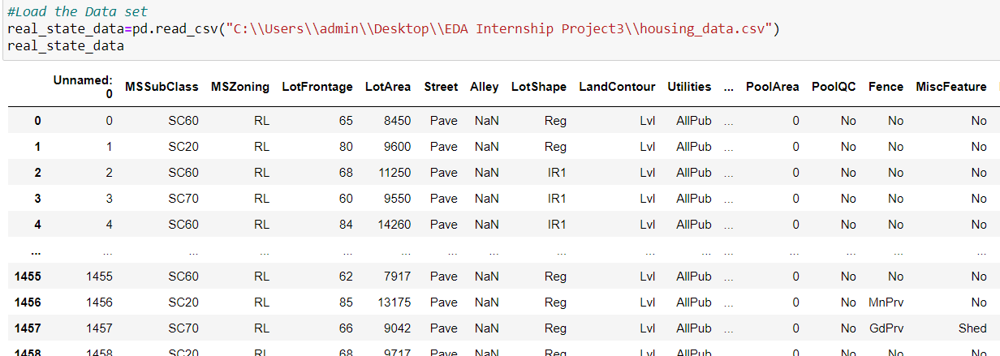 #Load the Data set
real_state_data=pd.read_csv("C:\\Users\\admin\\Desktop\\EDA Internship Project3\\housing_data.csv")
real_state_data
Unnamed: 0 MSSubClass MSZoning LotFrontage LotArea Street Alley LotShape LandContour Utilities ... PoolArea PoolQC Fence MiscFeature
0 0 SC60 RL 65 8450 Pave NaN Reg Lvl AllPub ... 0 No No No
1 1 SC20 RL 80 9600 Pave NaN Reg Lvl AllPub ... 0 No No No
2 2 SC60 RL 68 11250 Pave NaN IR1 Lvl AllPub ... 0 No No No
3 3 SC70 RL 60 9550 Pave NaN IR1 Lvl AllPub ... 0 No No No
4 4 SC60 RL 84 14260 Pave NaN IR1 Lvl AllPub ... 0 No No No
... ... ... ... ... ... ... ... ... ... ... ... ... ... ... ...
1455 1455 SC60 RL 62 7917 Pave NaN Reg Lvl AllPub ... 0 No No No
1456 1456 SC20 RL 85 13175 Pave NaN Reg Lvl AllPub ... 0 No MnPrv No
1457 1457 SC70 RL 66 9042 Pave NaN Reg Lvl AllPub ... 0 No GdPrv Shed
1458 1458 SC20 RL 68 9717 Pave NaN Reg Lvl AllPub ... 0 No No No